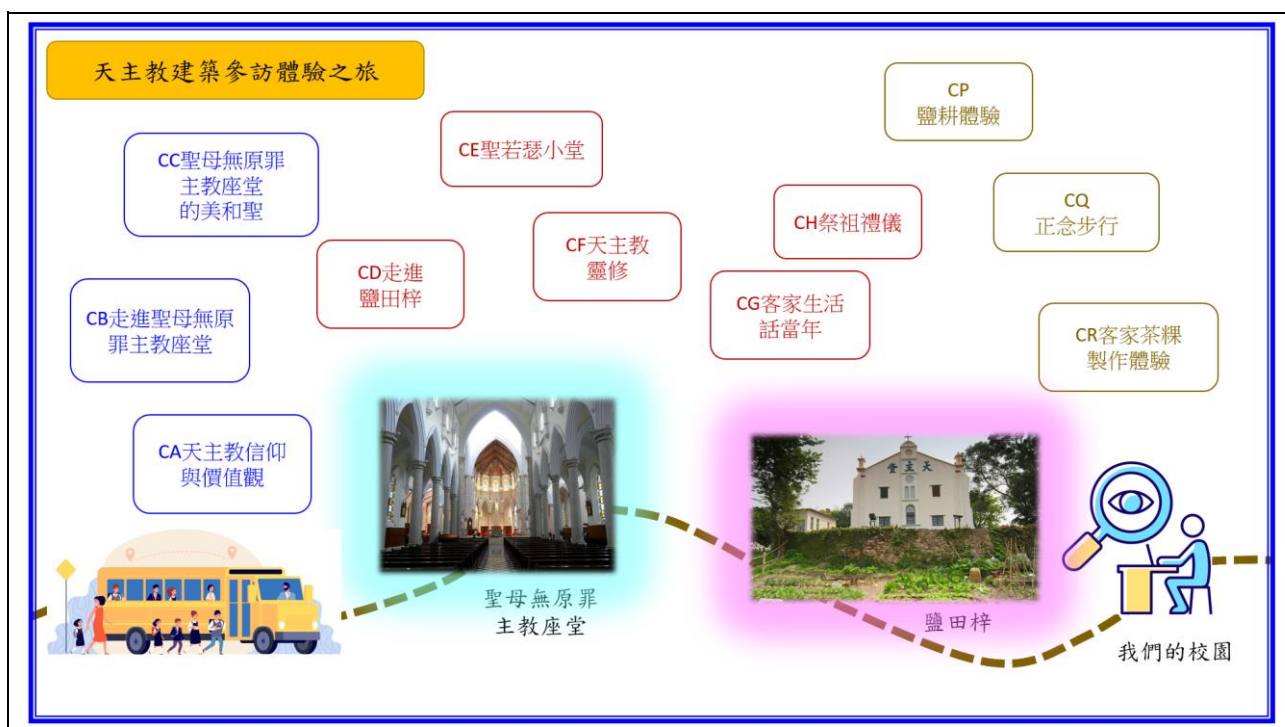 天主教建築參訪體驗之旅
CP
鹽耕體驗
CE聖若瑟小堂
CC聖母無原罪
主教座堂
的美和聖
CH祭祖禮儀
CQ
正念步行
CF天主教
靈修
CD走進
鹽田梓
CG客家生活
話當年
CB走進聖母無原
罪主教座堂
CR客家茶粿
製作體驗
CA天主教信仰
與價值觀
天主堂
聖母無原罪
主教座堂
鹽田梓
我們的校園